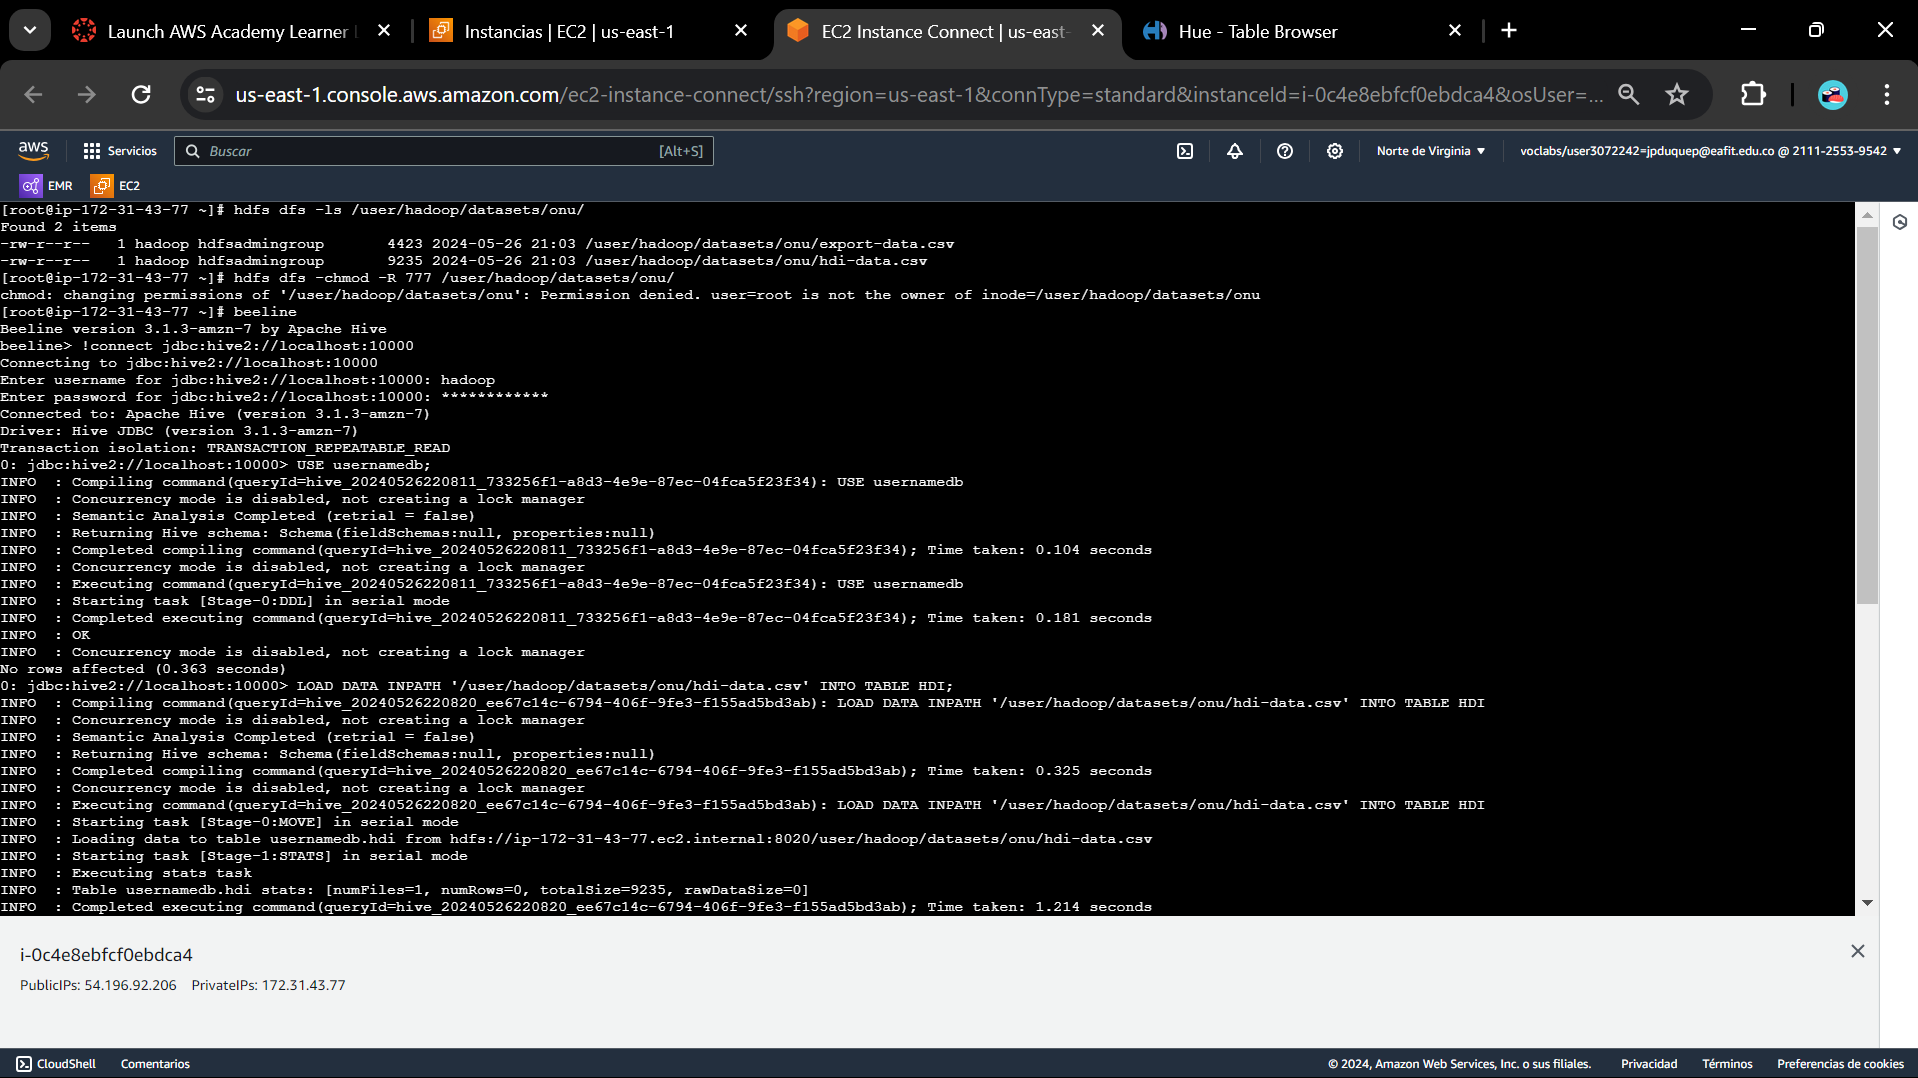 Launch AWS Academy Learner L
Instancias | EC2 | us-east-1
EC2 Instance Connect | us-east-
Hue - Table Browser
us-east-1.console.aws.amazon.com/ec2-instance-connect/ssh?region=us-east-1&connType=standard&instanceId=i-0c4e8ebfcf0ebdca4&osUser=...
aws
Servicios
Buscar
[Alt+S]
Norte de Virginia
voclabs/user3072242=jpduquep@eafit.edu.co @ 2111-2553-9542
EMR
EC2
[root@ip-172-31-43-77 ~]# hdfs dfs -ls /user/hadoop/datasets/onu/
Found 2 items
-rw-r--r--   1 hadoop hdfsadmingroup       4423 2024-05-26 21:03 /user/hadoop/datasets/onu/export-data.csv
-rw-r--r--   1 hadoop hdfsadmingroup       9235 2024-05-26 21:03 /user/hadoop/datasets/onu/hdi-data.csv
[root@ip-172-31-43-77 ~]# hdfs dfs -chmod -R 777 /user/hadoop/datasets/onu/
chmod: changing permissions of '/user/hadoop/datasets/onu': Permission denied. user=root is not the owner of inode=/user/hadoop/datasets/onu
[root@ip-172-31-43-77 ~]# beeline
Beeline version 3.1.3-amzn-7 by Apache Hive
beeline> !connect jdbc:hive2://localhost:10000
Connecting to jdbc:hive2://localhost:10000
Enter username for jdbc:hive2://localhost:10000: hadoop
Enter password for jdbc:hive2://localhost:10000: ************
Connected to: Apache Hive (version 3.1.3-amzn-7)
Driver: Hive JDBC (version 3.1.3-amzn-7)
Transaction isolation: TRANSACTION_REPEATABLE_READ
0: jdbc:hive2://localhost:10000> USE usernamedb;
INFO  : Compiling command(queryId=hive_20240526220811_733256f1-a8d3-4e9e-87ec-04fca5f23f34): USE usernamedb
INFO  : Concurrency mode is disabled, not creating a lock manager
INFO  : Semantic Analysis Completed (retrial = false)
INFO  : Returning Hive schema: Schema(fieldSchemas:null, properties:null)
INFO  : Completed compiling command(queryId=hive_20240526220811_733256f1-a8d3-4e9e-87ec-04fca5f23f34); Time taken: 0.104 seconds
INFO  : Concurrency mode is disabled, not creating a lock manager
INFO  : Executing command(queryId=hive_20240526220811_733256f1-a8d3-4e9e-87ec-04fca5f23f34): USE usernamedb
INFO  : Starting task [Stage-0:DDL] in serial mode
INFO  : Completed executing command(queryId=hive_20240526220811_733256f1-a8d3-4e9e-87ec-04fca5f23f34); Time taken: 0.181 seconds
INFO  : OK
INFO  : Concurrency mode is disabled, not creating a lock manager
No rows affected (0.363 seconds)
0: jdbc:hive2://localhost:10000> LOAD DATA INPATH '/user/hadoop/datasets/onu/hdi-data.csv' INTO TABLE HDI;
INFO  : Compiling command(queryId=hive_20240526220820_ee67c14c-6794-406f-9fe3-f155ad5bd3ab): LOAD DATA INPATH '/user/hadoop/datasets/onu/hdi-data.csv' INTO TABLE HDI
INFO  : Concurrency mode is disabled, not creating a lock manager
INFO  : Semantic Analysis Completed (retrial = false)
INFO  : Returning Hive schema: Schema(fieldSchemas:null, properties:null)
INFO  : Completed compiling command(queryId=hive_20240526220820_ee67c14c-6794-406f-9fe3-f155ad5bd3ab); Time taken: 0.325 seconds
INFO  : Concurrency mode is disabled, not creating a lock manager
INFO  : Executing command(queryId=hive_20240526220820_ee67c14c-6794-406f-9fe3-f155ad5bd3ab): LOAD DATA INPATH '/user/hadoop/datasets/onu/hdi-data.csv' INTO TABLE HDI
INFO  : Starting task [Stage-0:MOVE] in serial mode
INFO  : Loading data to table usernamedb.hdi from hdfs://ip-172-31-43-77.ec2.internal:8020/user/hadoop/datasets/onu/hdi-data.csv
INFO  : Starting task [Stage-1:STATS] in serial mode
INFO  : Executing stats task
INFO  : Table usernamedb.hdi stats: [numFiles=1, numRows=0, totalSize=9235, rawDataSize=0]
INFO  : Completed executing command(queryId=hive_20240526220820_ee67c14c-6794-406f-9fe3-f155ad5bd3ab); Time taken: 1.214 seconds
i-0c4e8ebfcf0ebdca4
PublicIPs: 54.196.92.206    PrivateIPs: 172.31.43.77
CloudShell
Comentarios
© 2024, Amazon Web Services, Inc. o sus filiales.
Privacidad
Términos
Preferencias de cookies